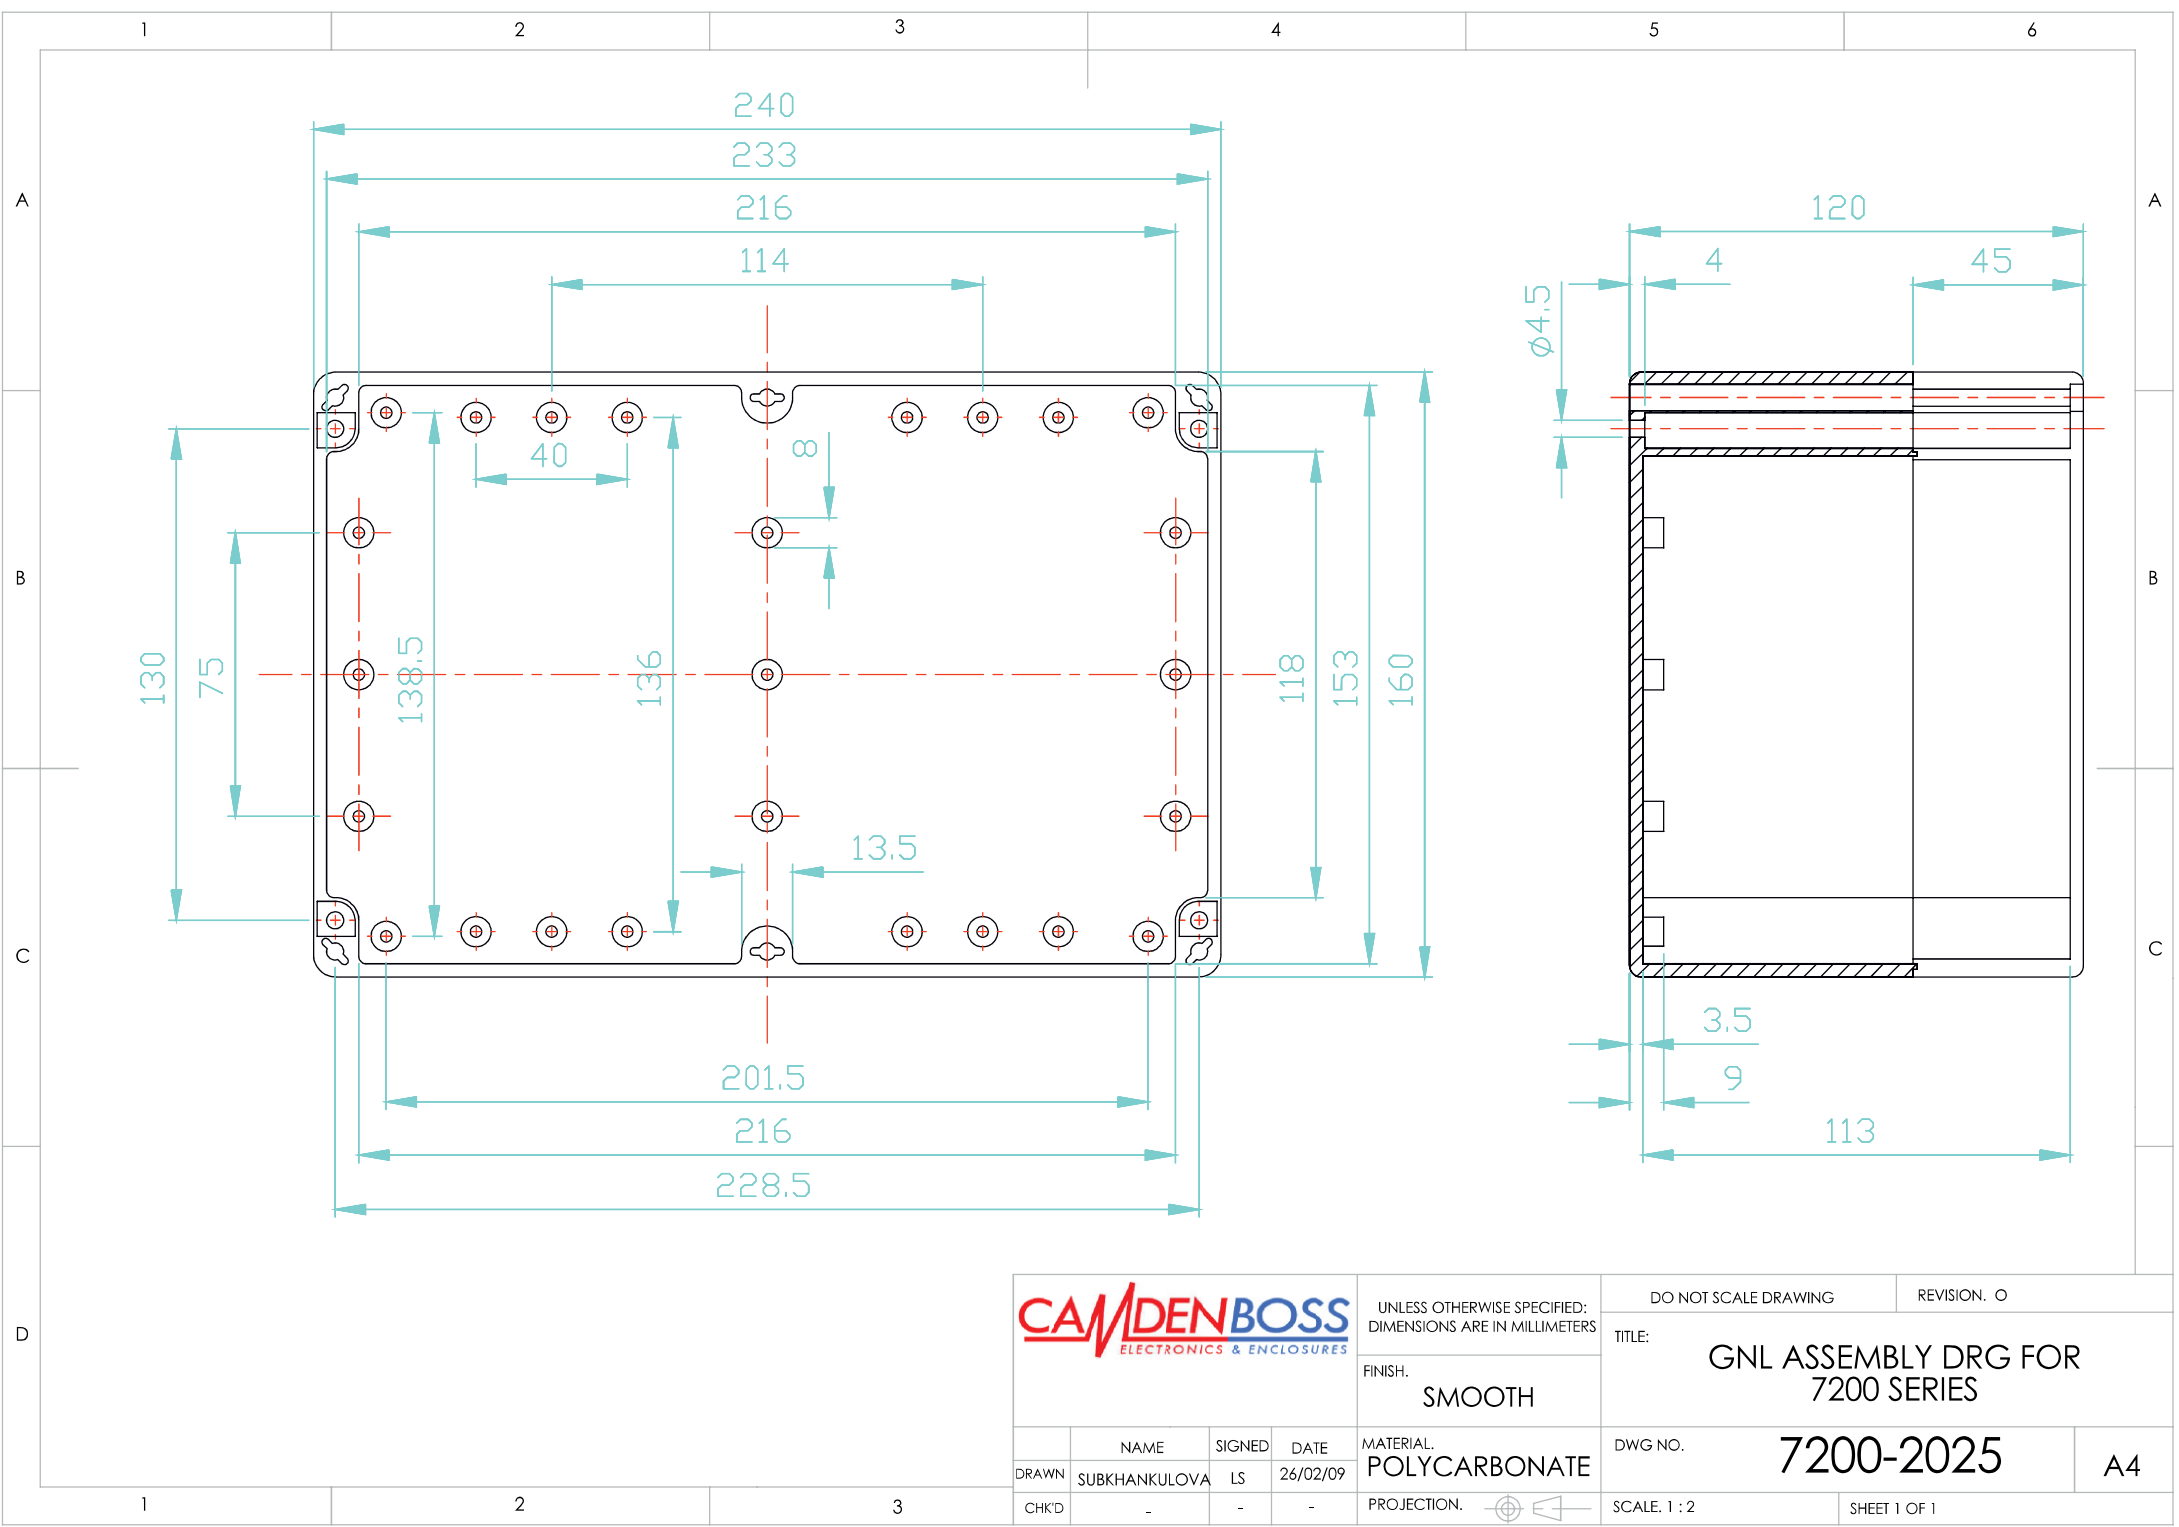 1 2 3 4 5 6
A A
B B
C C
D
1 2 3
240
233
216
114
40
8
130
75
138.5
136
118
153
160
13.5
201.5
216
228.5
120
4
45
ø4.5
3.5
9
113
CAMDENBOSS
ELECTRONICS & ENCLOSURES
UNLESS OTHERWISE SPECIFIED:
DIMENSIONS ARE IN MILLIMETERS
FINISH.
SMOOTH
DO NOT SCALE DRAWING
REVISION. O
TITLE:
GNL ASSEMBLY DRG FOR
7200 SERIES
NAME SIGNED DATE
DRAWN SUBKHANKULOVA LS 26/02/09
CHK'D - - -
MATERIAL.
POLYCARBONATE
PROJECTION.
DWG NO.
7200-2025
A4
SCALE. 1 : 2
SHEET 1 OF 1